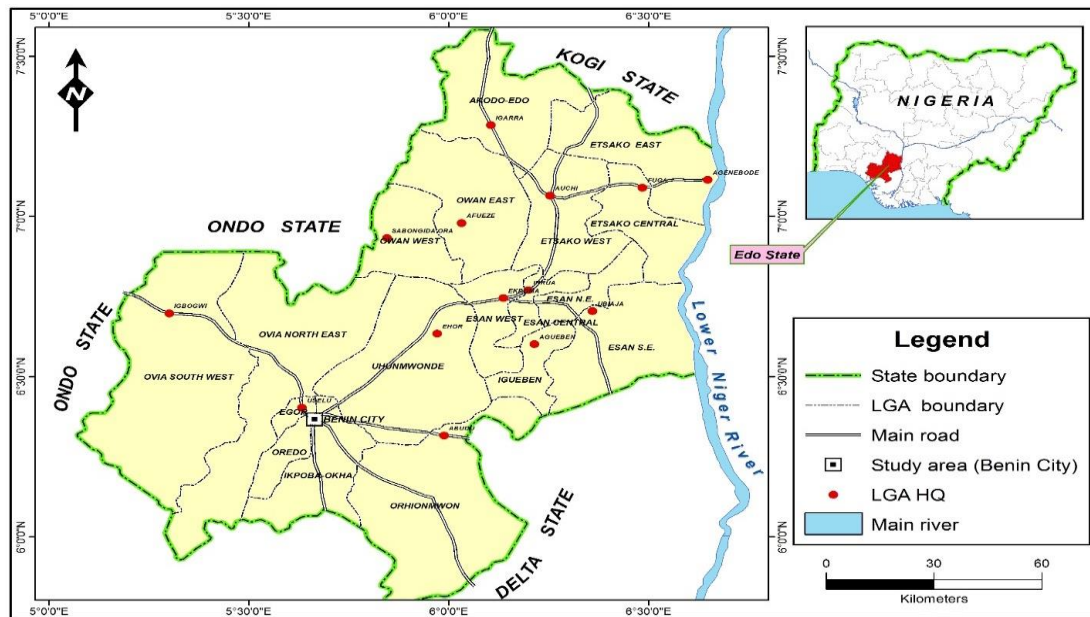 5°0'0"E
5°30'0"E
6°0'0"E
6°30'0"E
7°30'0"N
7°0'0"N
6°30'0"N
6°0'0"N
N
KOGI STATE
AKODO-EDO
IGARRA
ETSAKO EAST
AGENEBODE
FUGA
AUCHI
OWAN EAST
AFUEZE
ETSAKO CENTRAL
ONDO STATE
SABONGIDA ORA
OWAN WEST
ETSAKO WEST
IRRUA
EKPOMA
ESAN N.E.
UBIAJA
IGBOGWI
ESAN WEST
ESAN CENTRAL
OVIA NORTH EAST
EHOR
AGUEBEN
ESAN S.E.
UHUNMWONDE
ONDO STATE
OVIA SOUTH WEST
IGUEBEN
USELU
EGOR
BENIN CITY
OREDO
IKPOBA-OKHA
ORHIONMWON
DELTA STATE
Lower Niger River
5°0'0"E
5°30'0"E
6°0'0"E
6°30'0"E
7°30'0"N
7°0'0"N
6°30'0"N
6°0'0"N
NIGERIA
Edo State
Legend
State boundary
LGA boundary
Main road
Study area (Benin City)
LGA HQ
Main river
0 30 60
Kilometers